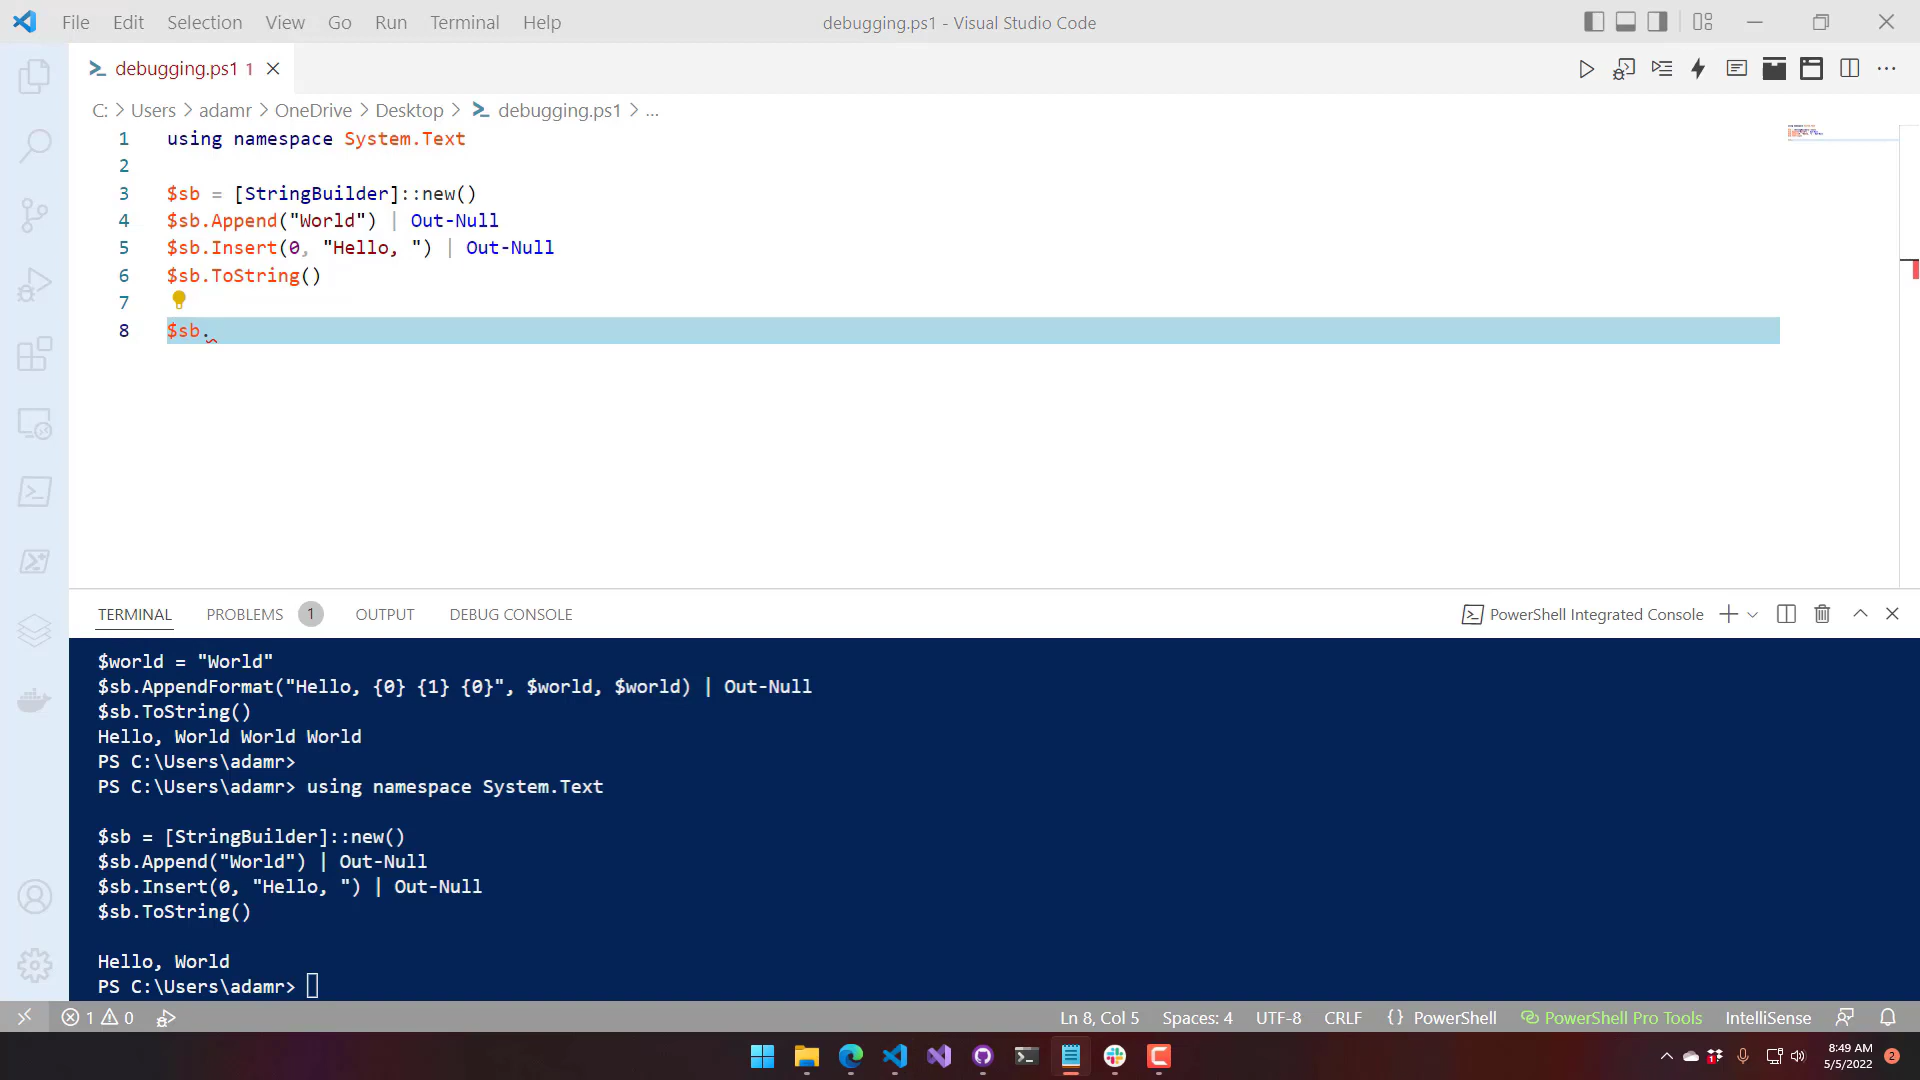 File Edit Selection View Go Run Terminal Help
debugging.ps1 - Visual Studio Code
debugging.ps1 1
C: > Users > adamr > OneDrive > Desktop > debugging.ps1 > ...
1 using namespace System.Text
2
3 $sb = [StringBuilder]::new()
4 $sb.Append("World") | Out-Null
5 $sb.Insert(0, "Hello, ") | Out-Null
6 $sb.ToString()
7
8 $sb.
TERMINAL PROBLEMS 1 OUTPUT DEBUG CONSOLE
PowerShell Integrated Console
$world = "World"
$sb.AppendFormat("Hello, {0} {1} {0}", $world, $world) | Out-Null
$sb.ToString()
Hello, World World World
PS C:\Users\adamr>
PS C:\Users\adamr> using namespace System.Text
$sb = [StringBuilder]::new()
$sb.Append("World") | Out-Null
$sb.Insert(0, "Hello, ") | Out-Null
$sb.ToString()
Hello, World
PS C:\Users\adamr>
1 0
Ln 8, Col 5 Spaces: 4 UTF-8 CRLF {} PowerShell PowerShell Pro Tools IntelliSense
8:49 AM
5/5/2022
2